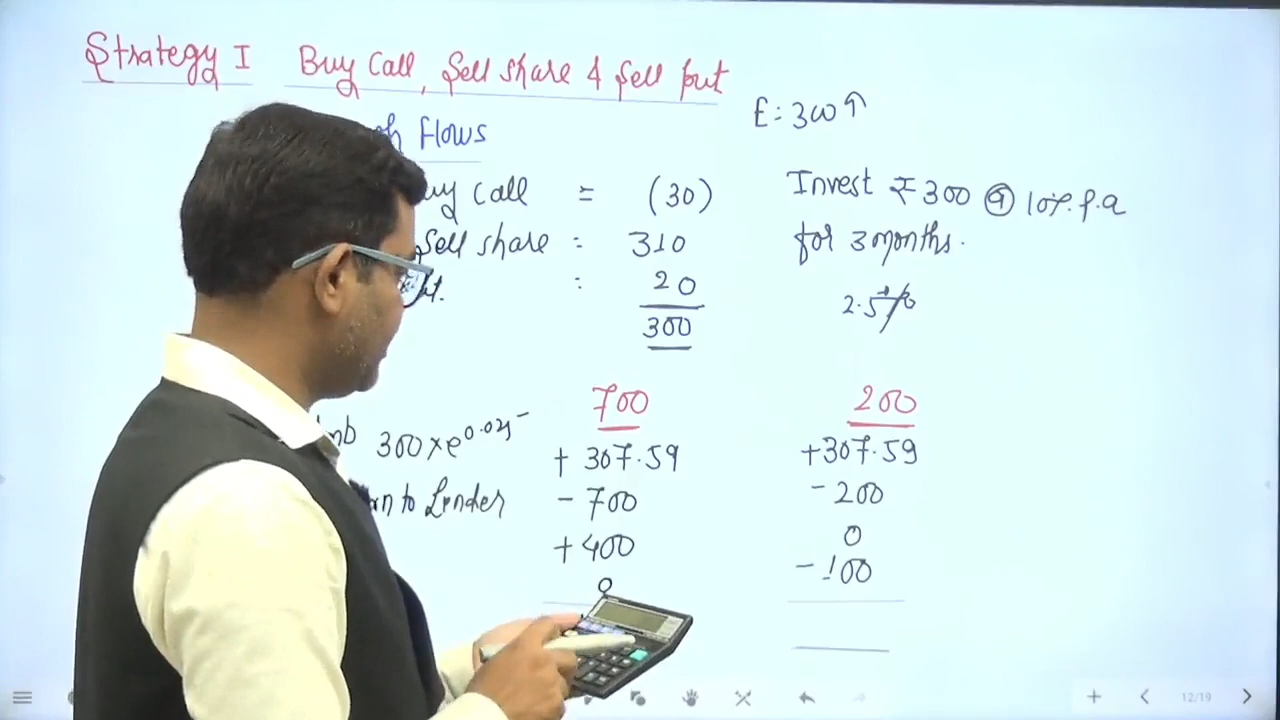 Strategy I Buy Call, Sell share & Sell put
E: 300↑
Flows
Call = (30)
Sell share : 310
: 20
300
Invest ₹300 @ 10% p.a
for 3 months.
2.5%
700 200
300 × e^0.025 + 307.59 +307.59
to Lender - 700 - 200
+ 400 0
0 - 100
12/19